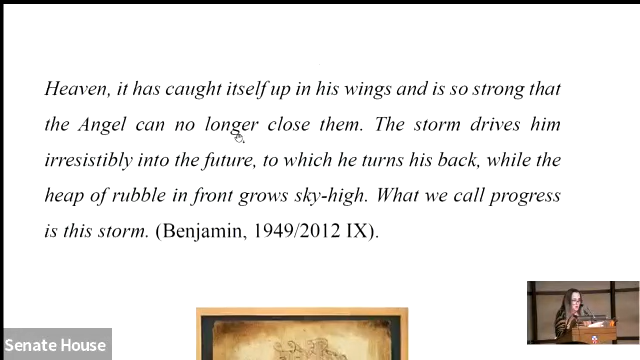 Heaven, it has caught itself up in his wings and is so strong that
the Angel can no longer close them. The storm drives him
irresistibly into the future, to which he turns his back, while the
heap of rubble in front grows sky-high. What we call progress
is this storm. (Benjamin, 1949/2012 IX).
Senate House